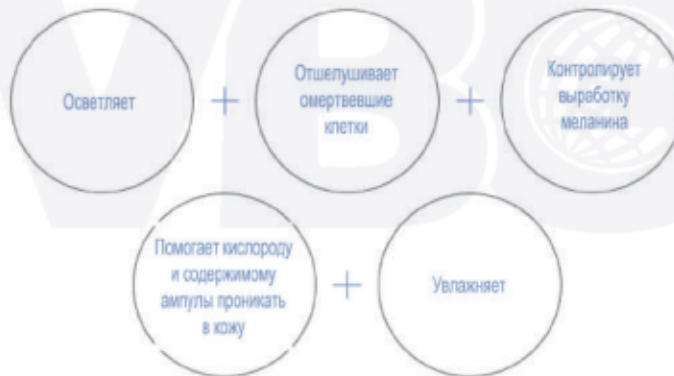 Осветляет
+
Отшелушивает
омертвевшие
клетки
+
Контролирует
выработку
меланина
Помогает кислороду
и содержимому
ампулы проникать
в кожу
+
Увлажняет